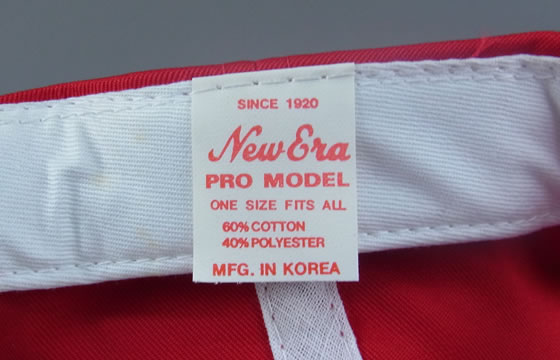 SINCE 1920
New Era
PRO MODEL
ONE SIZE FITS ALL
60% COTTON
40% POLYESTER
MFG. IN KOREA